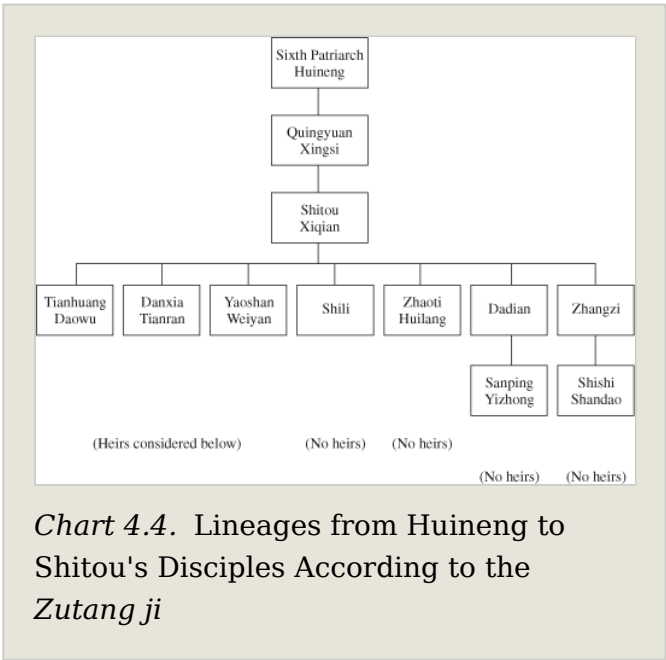 Sixth Patriarch
Huineng
Quingyuan
Xingsi
Shitou
Xiqian
Tianhuang
Daowu
Danxia
Tianran
Yaoshan
Weiyan
Shili
Zhaoti
Huilang
Dadian
Zhangzi
Sanping
Yizhong
Shishi
Shandao
(Heirs considered below)
(No heirs)
(No heirs)
(No heirs)
(No heirs)
Chart 4.4. Lineages from Huineng to
Shitou's Disciples According to the
Zutang ji